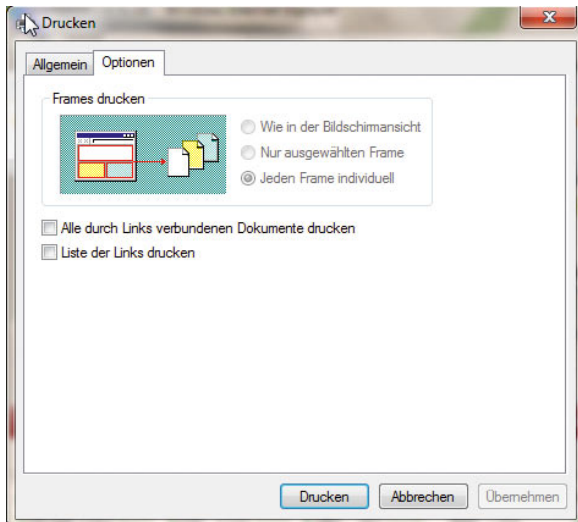 Drucken
Allgemein Optionen
Frames drucken
Wie in der Bildschirmansicht
Nur ausgewählten Frame
Jeden Frame individuell
Alle durch Links verbundenen Dokumente drucken
Liste der Links drucken
Drucken Abbrechen Übernehmen